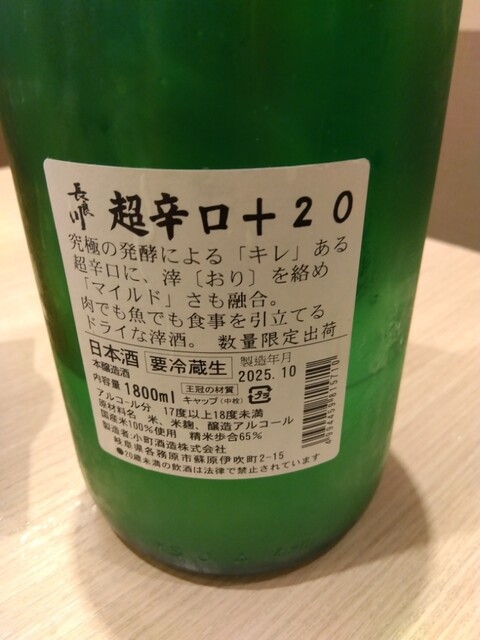 長良川 超辛口＋２０
究極の発酵による「キレ」ある
超辛口に、滓〔おり〕を絡め
「マイルド」さも融合。
肉でも魚でも食事を引立てる
ドライな滓酒。 数量限定出荷
日本酒 要冷蔵生 製造年月
本醸造酒 2025.10
内容量1800ml 王冠の材質
キャップ(中栓)
アルコール分 17度以上18度未満
原材料名 米、米麹、醸造アルコール
国産米100%使用 精米歩合65%
製造者 小町酒造株式会社
岐阜県各務原市蘇原伊吹町2-15
●20歳未満の飲酒は法律で禁止されています